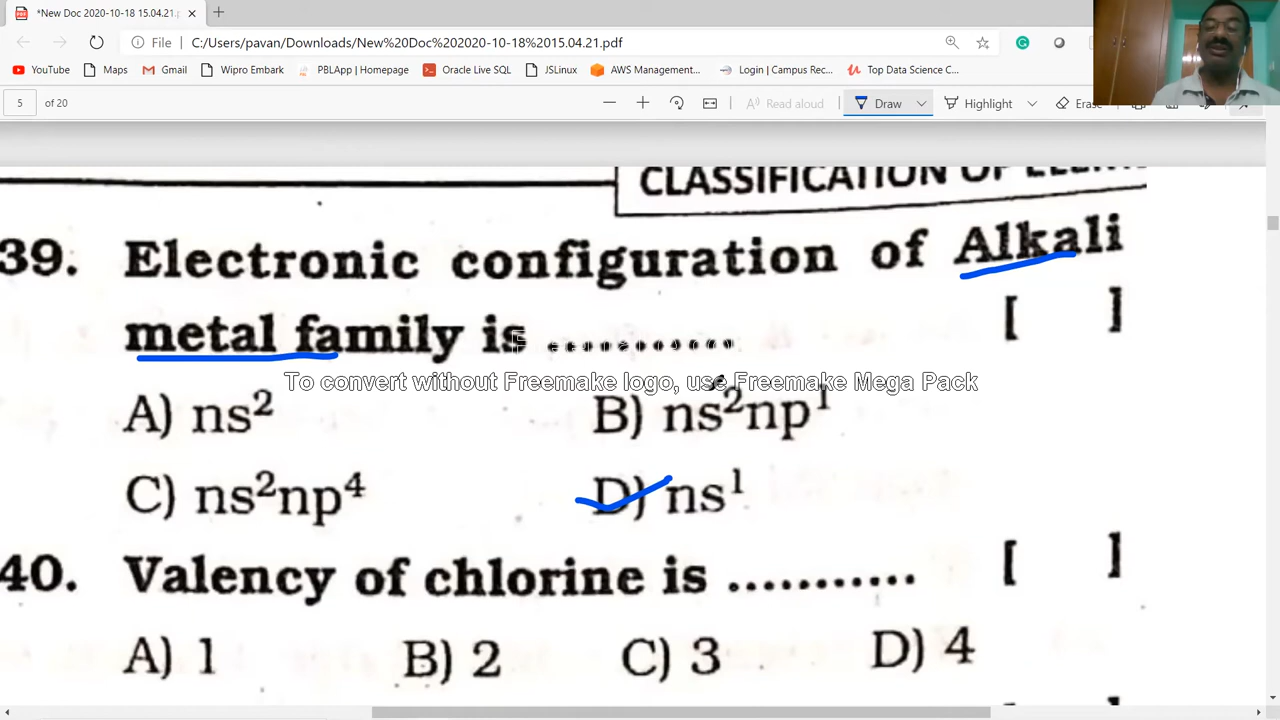 *New Doc 2020-10-18 15.04.21.p
File C:/Users/pavan/Downloads/New%20Doc%202020-10-18%2015.04.21.pdf
YouTube Maps Gmail Wipro Embark PBLApp | Homepage Oracle Live SQL JSLinux AWS Management... Login | Campus Rec... Top Data Science C...
5 of 20 Read aloud Draw Highlight Erase
CLASSIFICATION OF
39. Electronic configuration of Alkali
metal family is ............ [ ]
To convert without Freemake logo, use Freemake Mega Pack
A) ns² B) ns²np¹
C) ns²np⁴ D) ns¹
40. Valency of chlorine is ............ [ ]
A) 1 B) 2 C) 3 D) 4